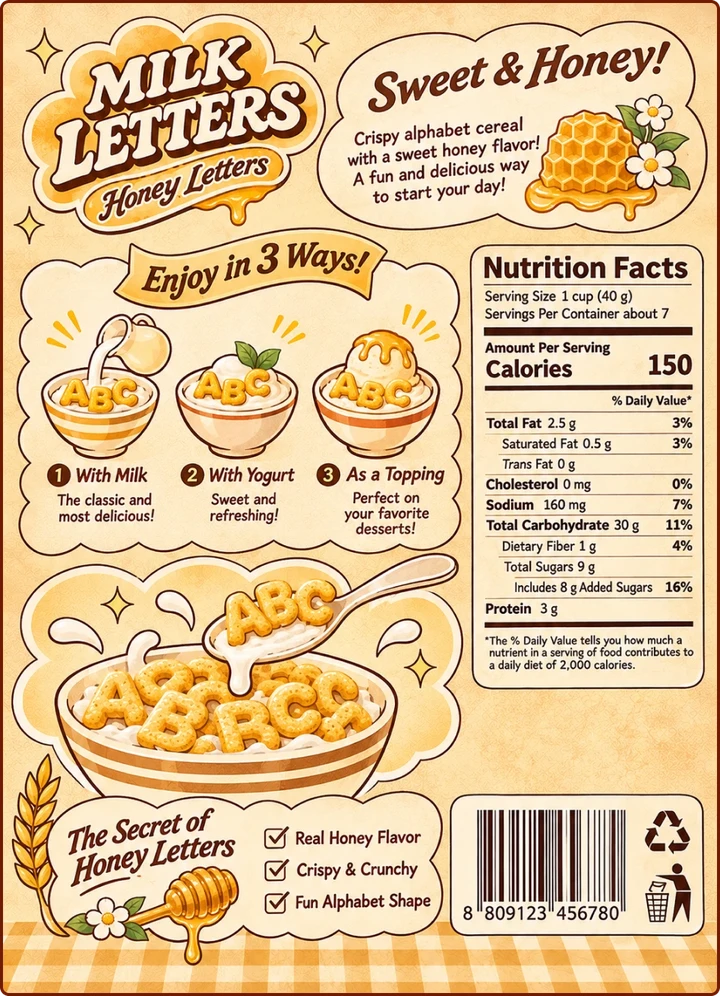 MILK
LETTERS
Honey Letters
Sweet & Honey!
Crispy alphabet cereal
with a sweet honey flavor!
A fun and delicious way
to start your day!
Enjoy in 3 Ways!
ABC
ABC
ABC
1 With Milk
The classic and
most delicious!
2 With Yogurt
Sweet and
refreshing!
3 As a Topping
Perfect on
your favorite
desserts!
Nutrition Facts
Serving Size 1 cup (40 g)
Servings Per Container about 7
Amount Per Serving
Calories 150
% Daily Value*
Total Fat 2.5 g 3%
Saturated Fat 0.5 g 3%
Trans Fat 0 g
Cholesterol 0 mg 0%
Sodium 160 mg 7%
Total Carbohydrate 30 g 11%
Dietary Fiber 1 g 4%
Total Sugars 9 g
Includes 8 g Added Sugars 16%
Protein 3 g
*The % Daily Value tells you how much a
nutrient in a serving of food contributes to
a daily diet of 2,000 calories.
ABC
A B R C C
The Secret of
Honey Letters
Real Honey Flavor
Crispy & Crunchy
Fun Alphabet Shape
8 809123 456780